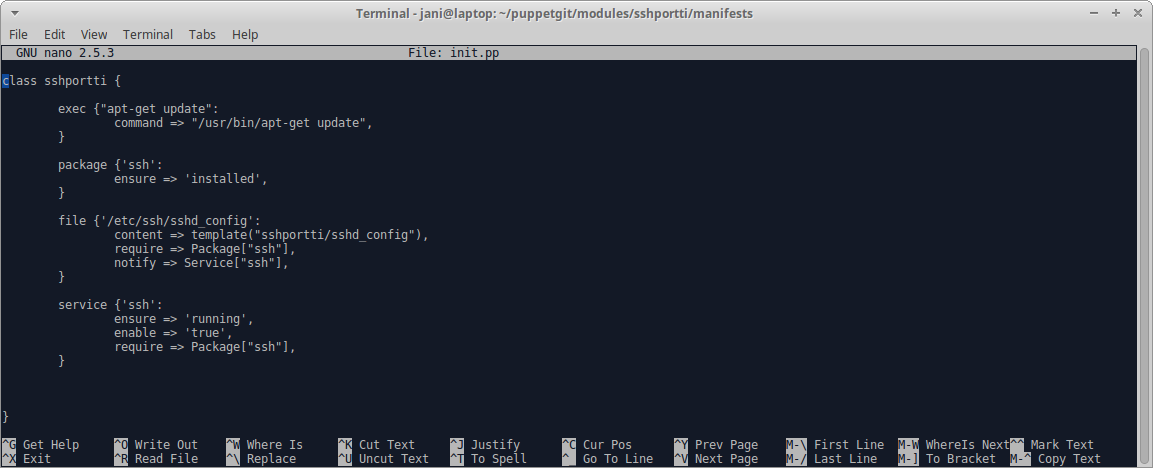 Terminal - jani@laptop: ~/puppetgit/modules/sshportti/manifests
File Edit View Terminal Tabs Help
GNU nano 2.5.3 File: init.pp
class sshportti {
exec {"apt-get update":
command => "/usr/bin/apt-get update",
}
package {'ssh':
ensure => 'installed',
}
file {'/etc/ssh/sshd_config':
content => template("sshportti/sshd_config"),
require => Package["ssh"],
notify => Service["ssh"],
}
service {'ssh':
ensure => 'running',
enable => 'true',
require => Package["ssh"],
}
}
^G Get Help ^O Write Out ^W Where Is ^K Cut Text ^J Justify ^C Cur Pos ^Y Prev Page M-\ First Line M-W WhereIs Next ^^ Mark Text
^X Exit ^R Read File ^\ Replace ^U Uncut Text ^T To Spell ^_ Go To Line ^V Next Page M-/ Last Line M-] To Bracket M-^ Copy Text